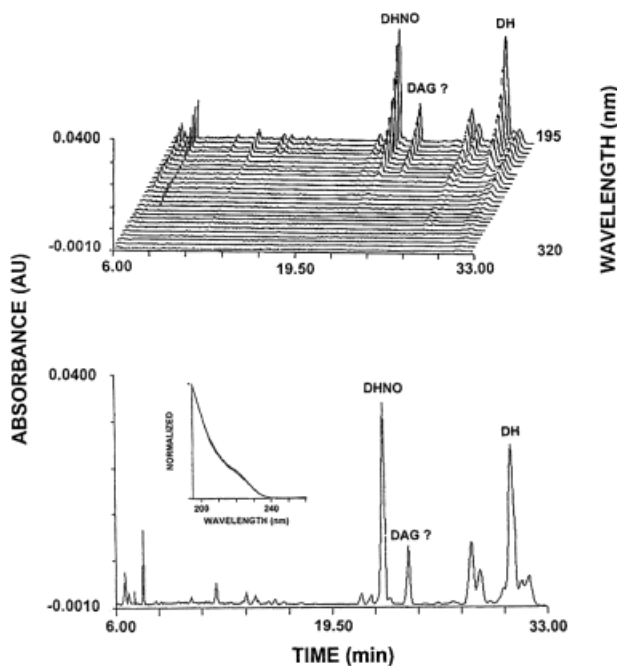 DHNO
DH
DAG ?
0.0400
195
-0.0010
320
6.00
19.50
33.00
WAVELENGTH (nm)
ABSORBANCE (AU)
0.0400
DHNO
DH
NORMALIZED
DAG ?
200
240
WAVELENGTH (nm)
-0.0010
6.00
19.50
33.00
TIME (min)